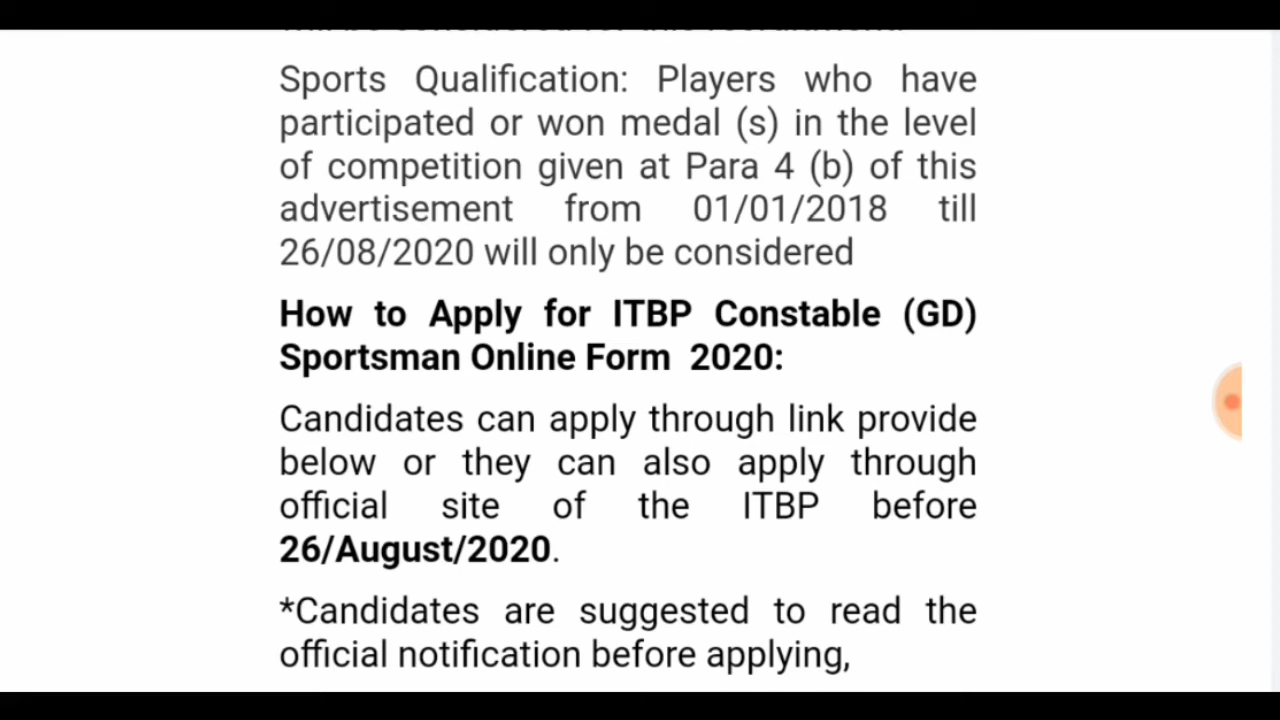 Sports Qualification: Players who have
participated or won medal (s) in the level
of competition given at Para 4 (b) of this
advertisement from 01/01/2018 till
26/08/2020 will only be considered
How to Apply for ITBP Constable (GD)
Sportsman Online Form 2020:
Candidates can apply through link provide
below or they can also apply through
official site of the ITBP before
26/August/2020.
*Candidates are suggested to read the
official notification before applying,